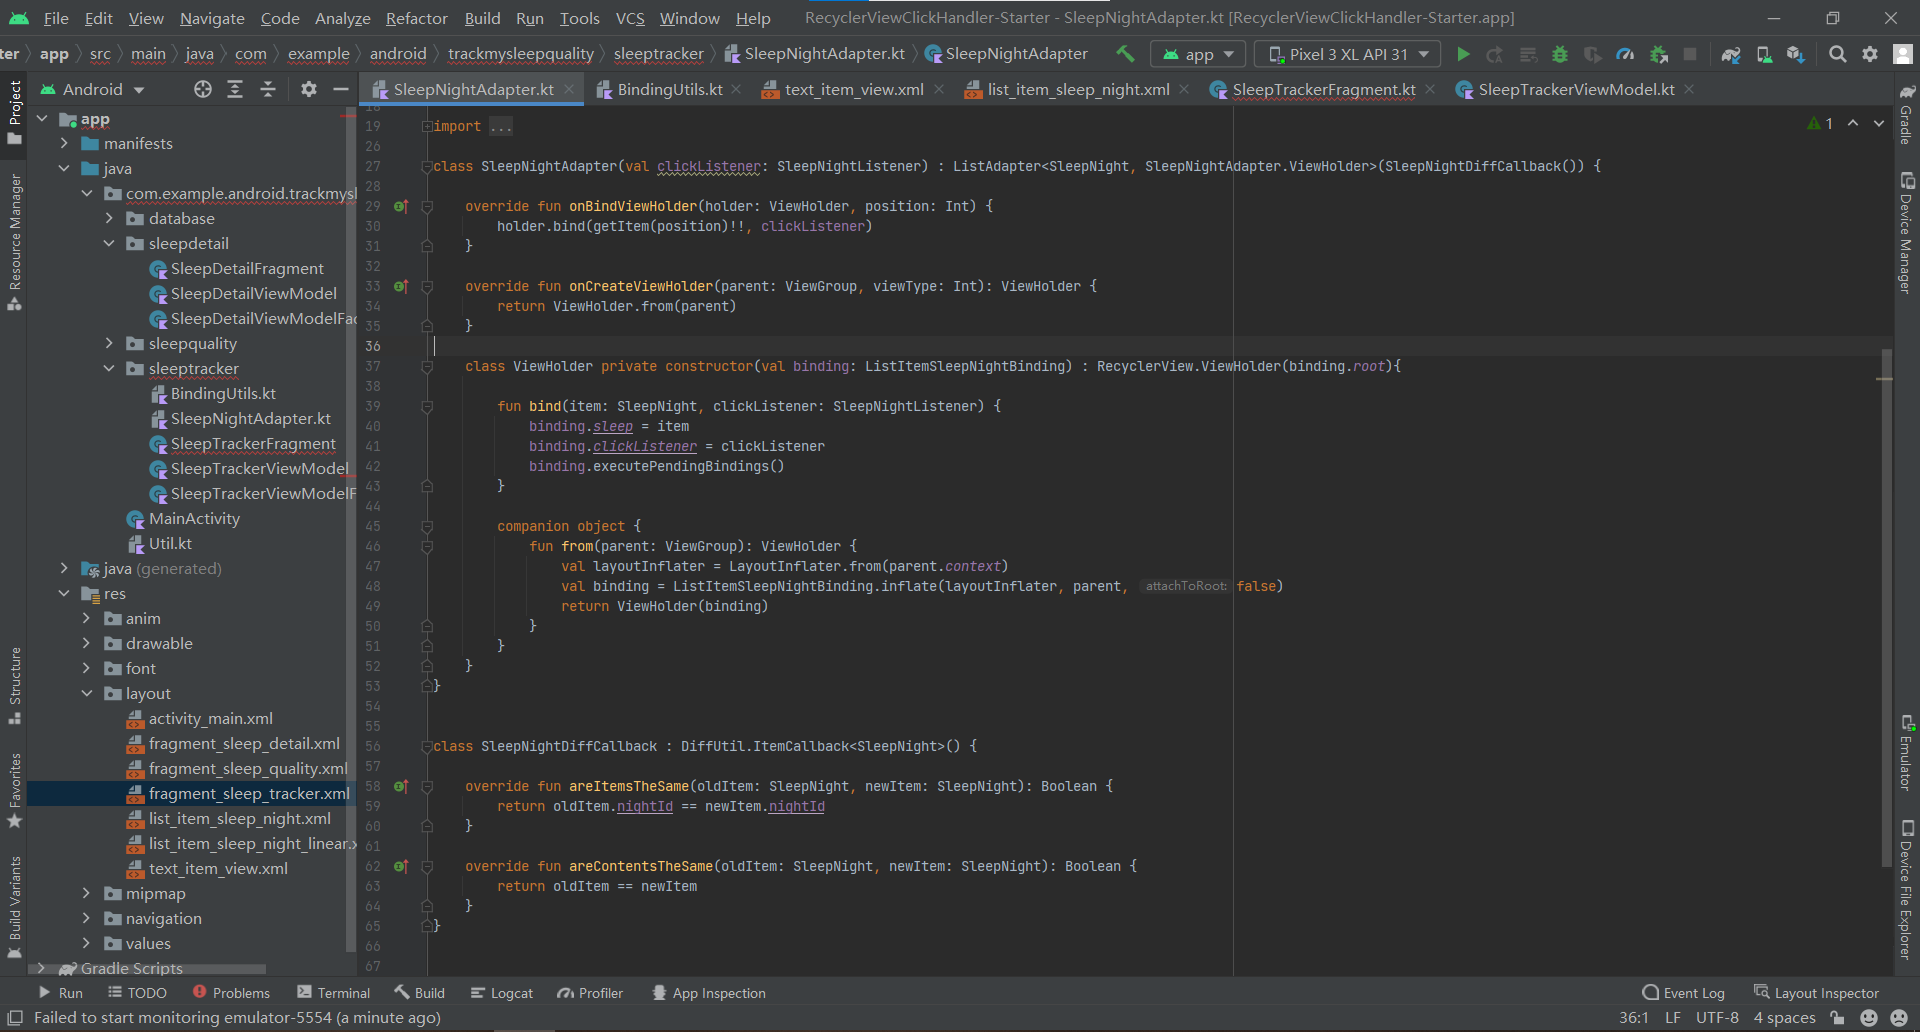 File Edit View Navigate Code Analyze Refactor Build Run Tools VCS Window Help RecyclerViewClickHandler-Starter - SleepNightAdapter.kt [RecyclerViewClickHandler-Starter.app]
ter app src main java com example android trackmysleepquality sleeptracker SleepNightAdapter.kt SleepNightAdapter app Pixel 3 XL API 31
Android SleepNightAdapter.kt BindingUtils.kt text_item_view.xml list_item_sleep_night.xml SleepTrackerFragment.kt SleepTrackerViewModel.kt
Project
Resource Manager
Structure
Favorites
Build Variants
app
manifests
java
com.example.android.trackmysl
database
sleepdetail
SleepDetailFragment
SleepDetailViewModel
SleepDetailViewModelFac
sleepquality
sleeptracker
BindingUtils.kt
SleepNightAdapter.kt
SleepTrackerFragment
SleepTrackerViewModel
SleepTrackerViewModelF
MainActivity
Util.kt
java (generated)
res
anim
drawable
font
layout
activity_main.xml
fragment_sleep_detail.xml
fragment_sleep_quality.xml
fragment_sleep_tracker.xml
list_item_sleep_night.xml
list_item_sleep_night_linear.x
text_item_view.xml
mipmap
navigation
values
Gradle Scripts
18
19 import ...
26
27 class SleepNightAdapter(val clickListener: SleepNightListener) : ListAdapter<SleepNight, SleepNightAdapter.ViewHolder>(SleepNightDiffCallback()) {
28
29 override fun onBindViewHolder(holder: ViewHolder, position: Int) {
30 holder.bind(getItem(position)!!, clickListener)
31 }
32
33 override fun onCreateViewHolder(parent: ViewGroup, viewType: Int): ViewHolder {
34 return ViewHolder.from(parent)
35 }
36
37 class ViewHolder private constructor(val binding: ListItemSleepNightBinding) : RecyclerView.ViewHolder(binding.root){
38
39 fun bind(item: SleepNight, clickListener: SleepNightListener) {
40 binding.sleep = item
41 binding.clickListener = clickListener
42 binding.executePendingBindings()
43 }
44
45 companion object {
46 fun from(parent: ViewGroup): ViewHolder {
47 val layoutInflater = LayoutInflater.from(parent.context)
48 val binding = ListItemSleepNightBinding.inflate(layoutInflater, parent, attachToRoot: false)
49 return ViewHolder(binding)
50 }
51 }
52 }
53 }
54
55
56 class SleepNightDiffCallback : DiffUtil.ItemCallback<SleepNight>() {
57
58 override fun areItemsTheSame(oldItem: SleepNight, newItem: SleepNight): Boolean {
59 return oldItem.nightId == newItem.nightId
60 }
61
62 override fun areContentsTheSame(oldItem: SleepNight, newItem: SleepNight): Boolean {
63 return oldItem == newItem
64 }
65 }
66
67
1
Gradle
Device Manager
Emulator
Device File Explorer
Run TODO Problems Terminal Build Logcat Profiler App Inspection Event Log Layout Inspector
Failed to start monitoring emulator-5554 (a minute ago) 36:1 LF UTF-8 4 spaces